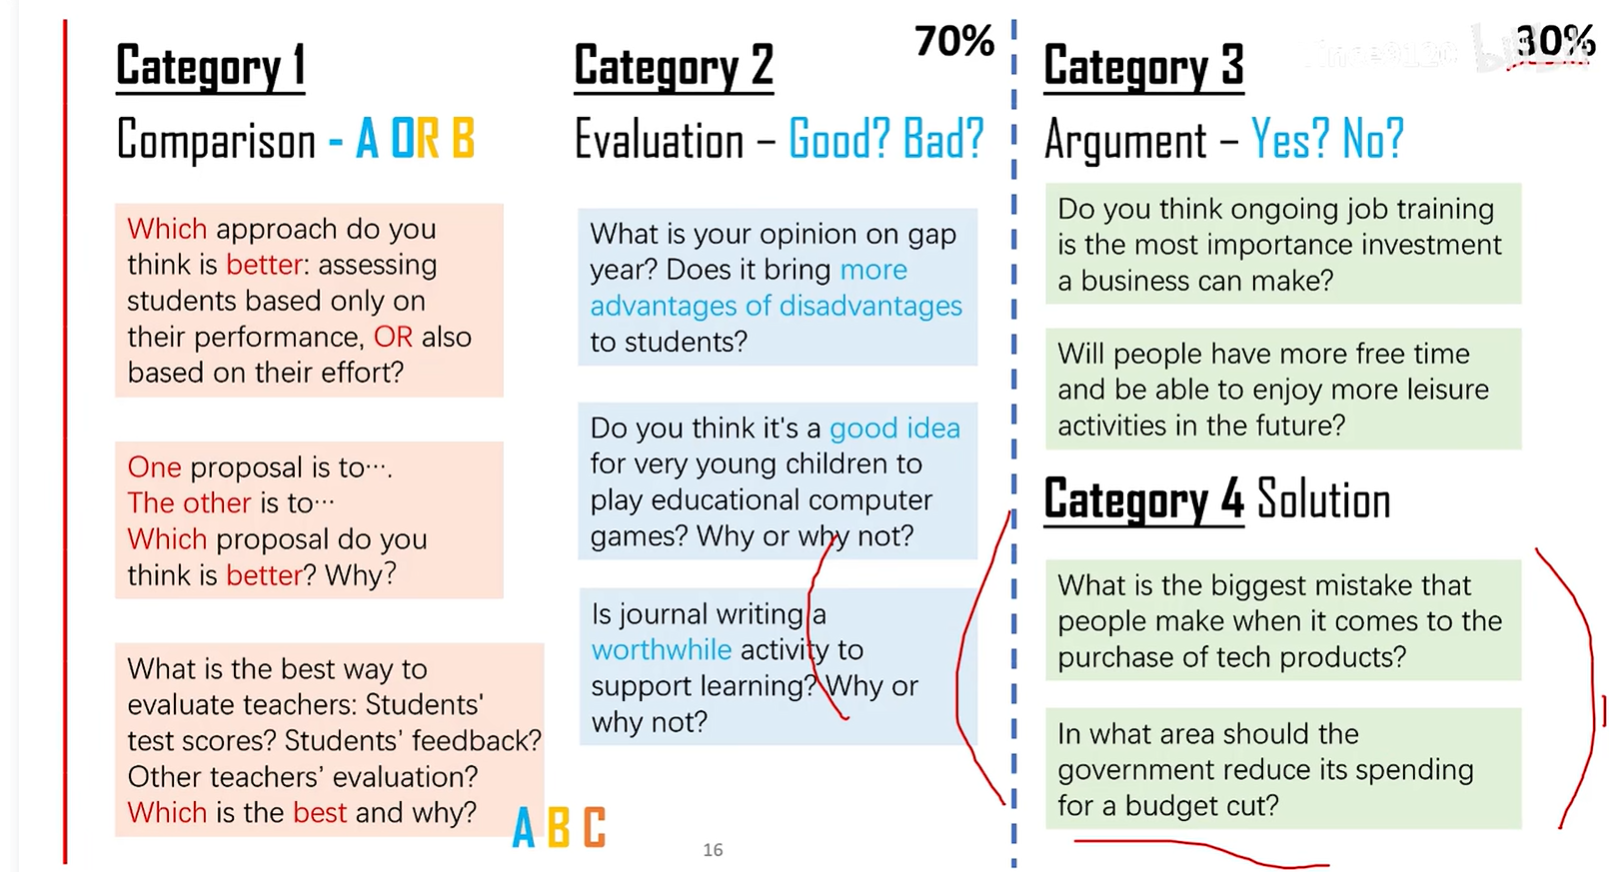 Category 1
Comparison - A OR B
Which approach do you
think is better: assessing
students based only on
their performance, OR also
based on their effort?
One proposal is to….
The other is to…
Which proposal do you
think is better? Why?
What is the best way to
evaluate teachers: Students'
test scores? Students’ feedback?
Other teachers’ evaluation?
Which is the best and why?
A B C
70%
Category 2
Evaluation – Good? Bad?
What is your opinion on gap
year? Does it bring more
advantages of disadvantages
to students?
Do you think it's a good idea
for very young children to
play educational computer
games? Why or why not?
Is journal writing a
worthwhile activity to
support learning? Why or
why not?
16
30%
Category 3
Argument – Yes? No?
Do you think ongoing job training
is the most importance investment
a business can make?
Will people have more free time
and be able to enjoy more leisure
activities in the future?
Category 4 Solution
What is the biggest mistake that
people make when it comes to the
purchase of tech products?
In what area should the
government reduce its spending
for a budget cut?